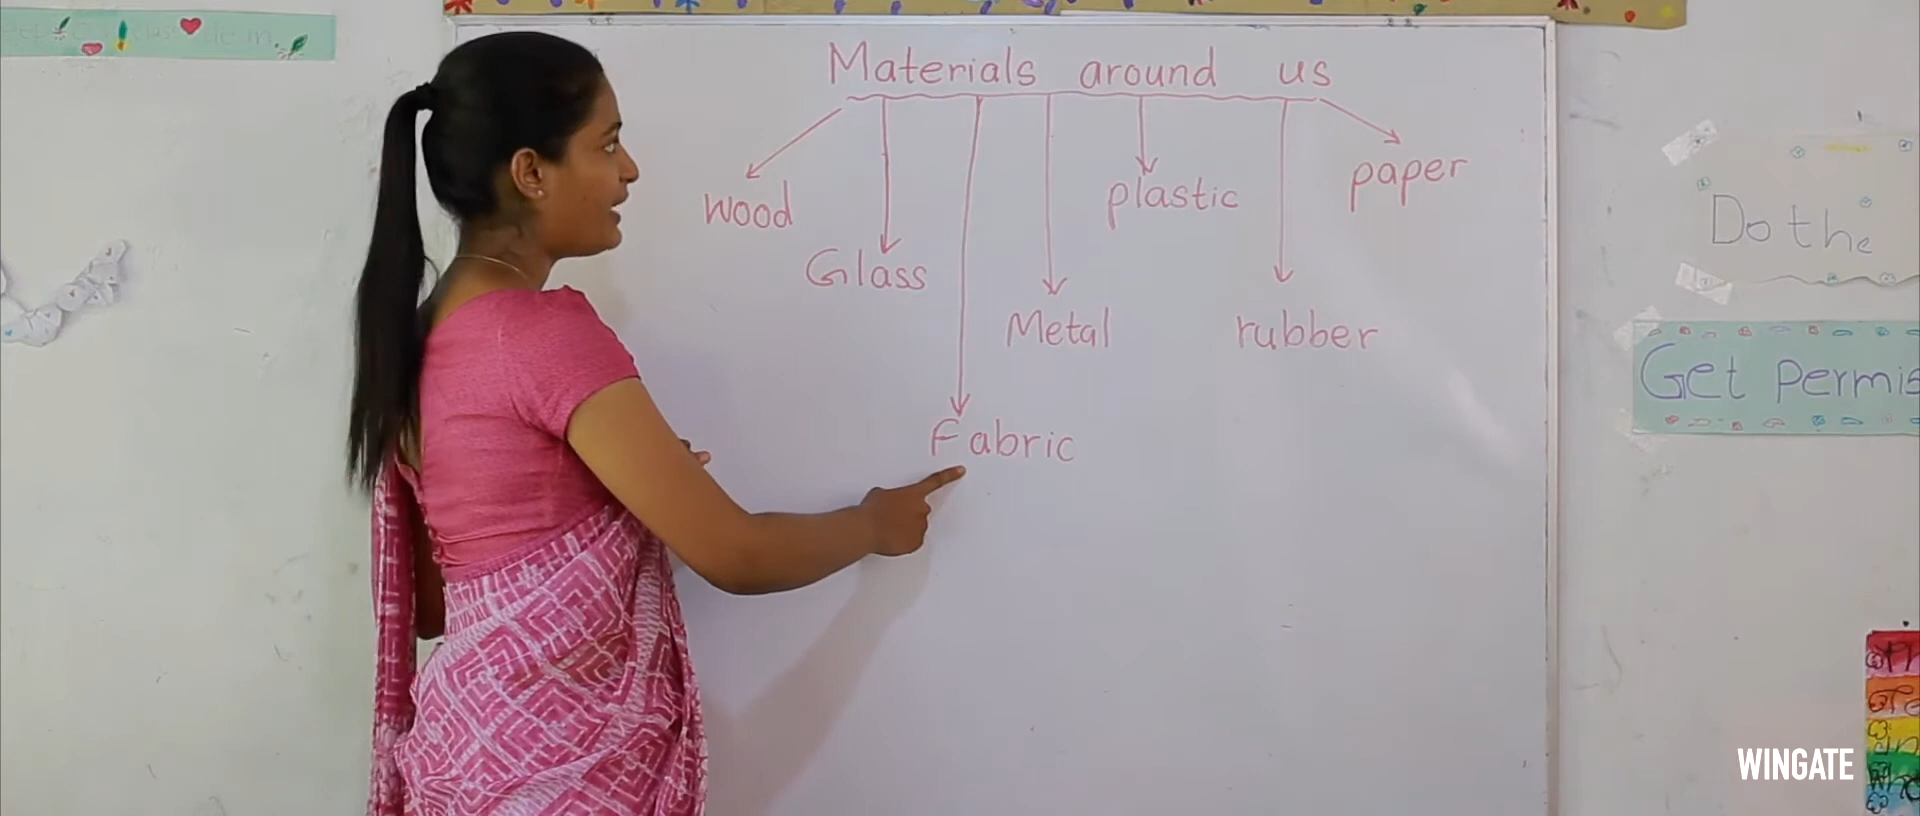 Materials around us
wood
Glass
Fabric
Metal
plastic
rubber
paper
Do the
Get permis
WINGATE